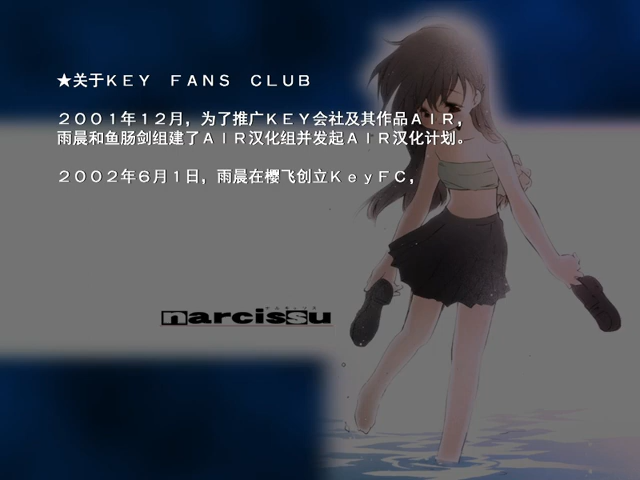 ★关于ＫＥＹ　ＦＡＮＳ　ＣＬＵＢ
２００１年１２月，为了推广ＫＥＹ会社及其作品ＡＩＲ，
雨晨和鱼肠剑组建了ＡＩＲ汉化组并发起ＡＩＲ汉化计划。
２００２年６月１日，雨晨在樱飞创立ＫｅｙＦＣ，
narcissu